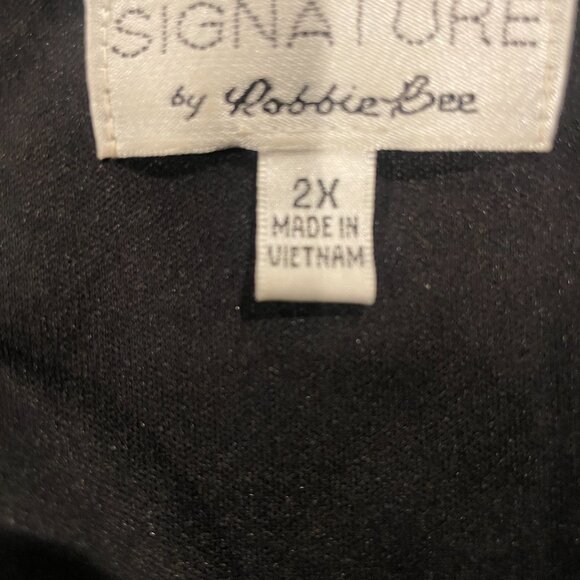 SIGNATURE
by Robbie Bee
2X
MADE IN
VIETNAM